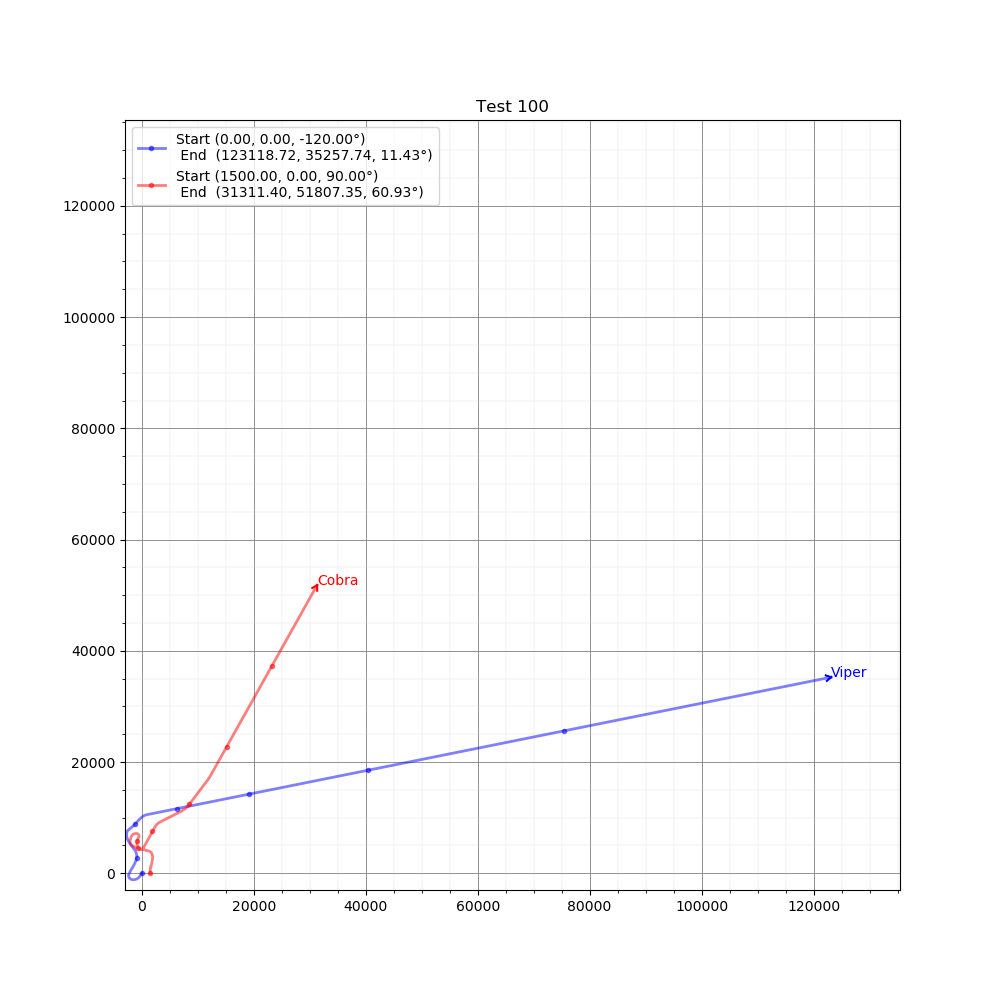 Test 100
Start (0.00, 0.00, -120.00°)
End (123118.72, 35257.74, 11.43°)
Start (1500.00, 0.00, 90.00°)
End (31311.40, 51807.35, 60.93°)
120000
100000
80000
60000
Cobra
40000
Viper
20000
0
0 20000 40000 60000 80000 100000 120000